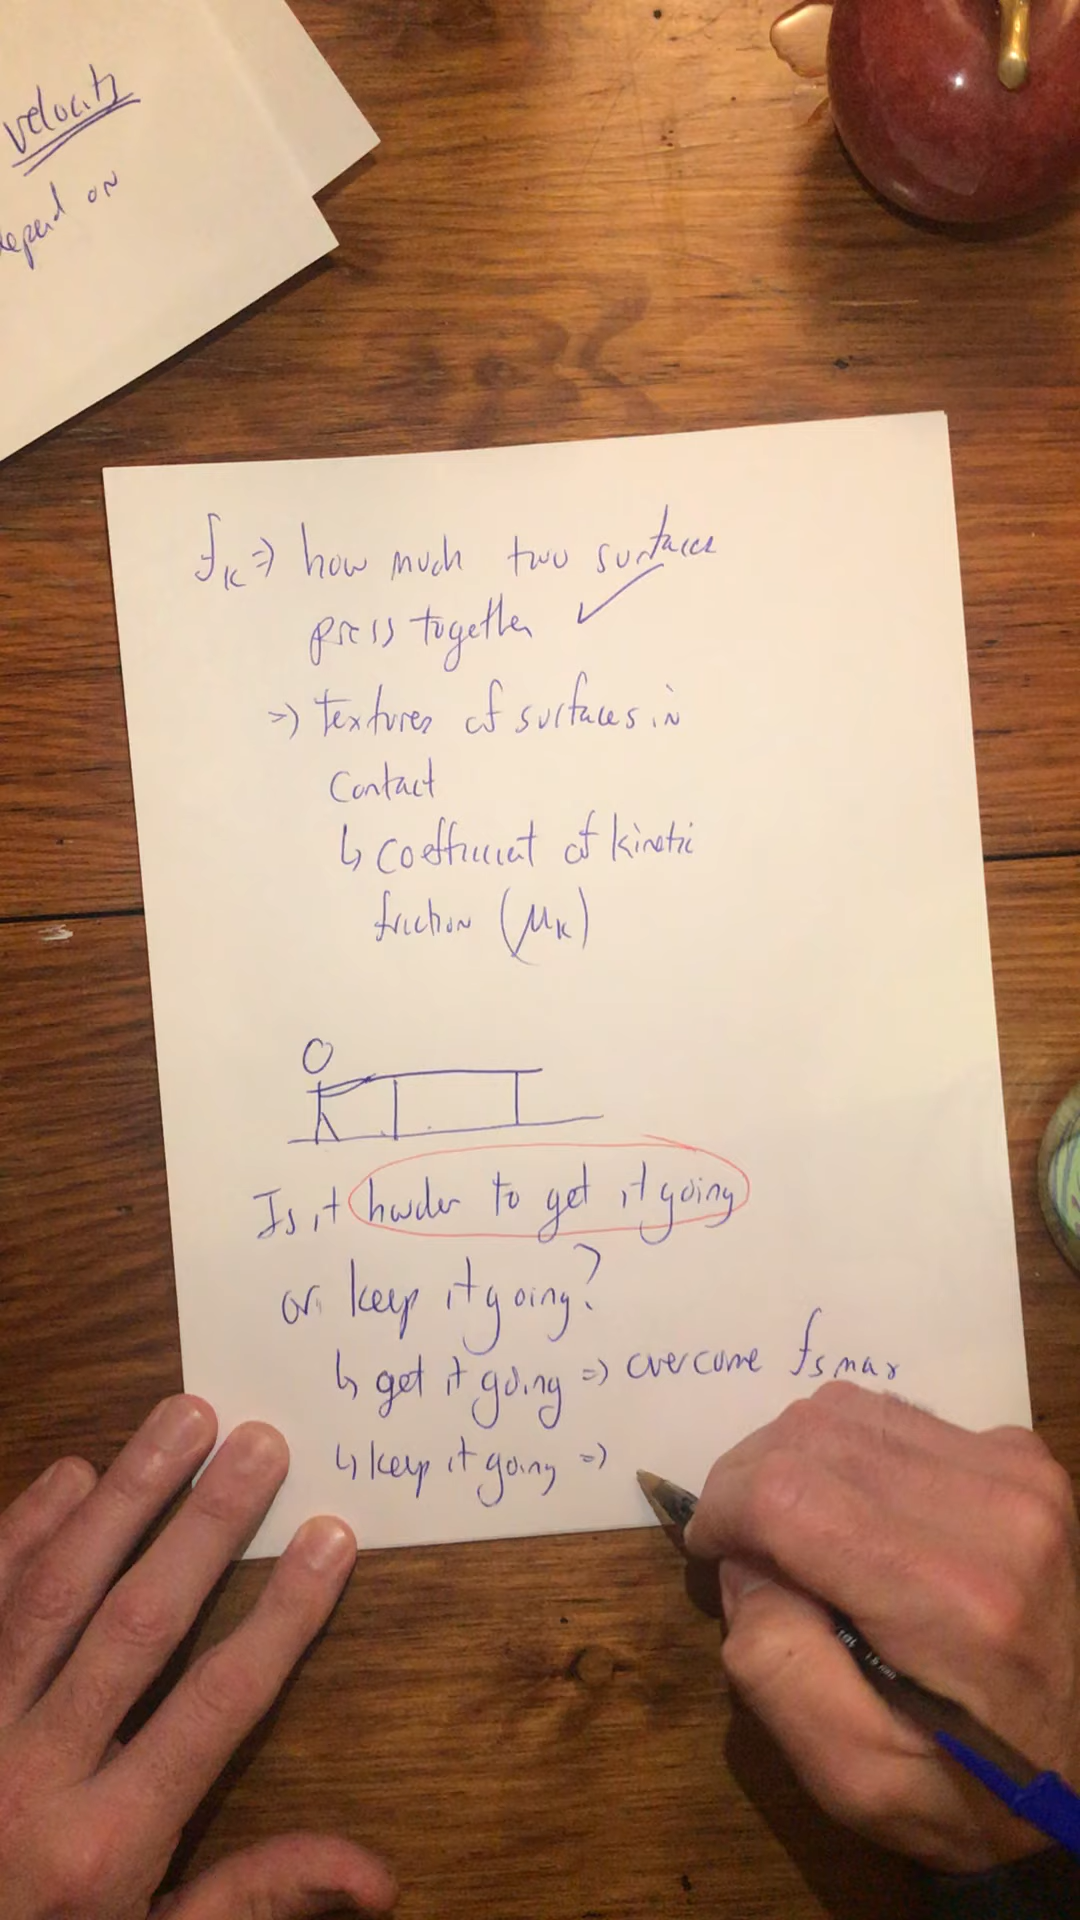 velocity
depend on
fk => how much two surfaces
press together ✓
=> Textures of surfaces in
Contact
↳ coefficient of kinetic
friction (μk)
Is it harder to get it going
or keep it going?
↳ get it going => overcome fs max
↳ keep it going =>